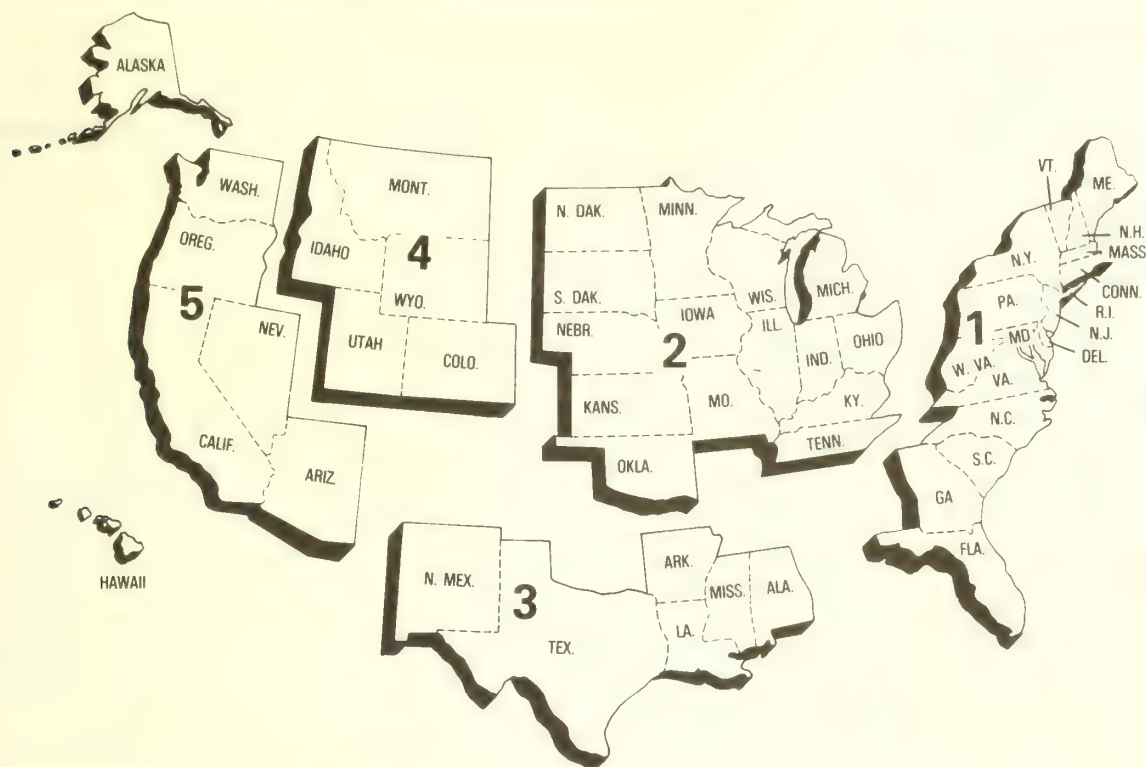 ALASKA
WASH.
OREG.
5
NEV.
CALIF.
ARIZ.
HAWAII
MONT.
IDAHO
4
WYO.
UTAH
COLO.
N. DAK.
MINN.
S. DAK.
WIS.
MICH.
NEBR.
IOWA
ILL.
2
IND.
OHIO
KANS.
MO.
KY.
TENN.
OKLA.
N. MEX.
3
TEX.
ARK.
MISS.
ALA.
LA.
VT.
ME.
N.H.
MASS
N.Y.
CONN.
R.I.
PA.
N.J.
1
MD
DEL.
W. VA.
VA.
N.C.
S.C.
GA
FLA.